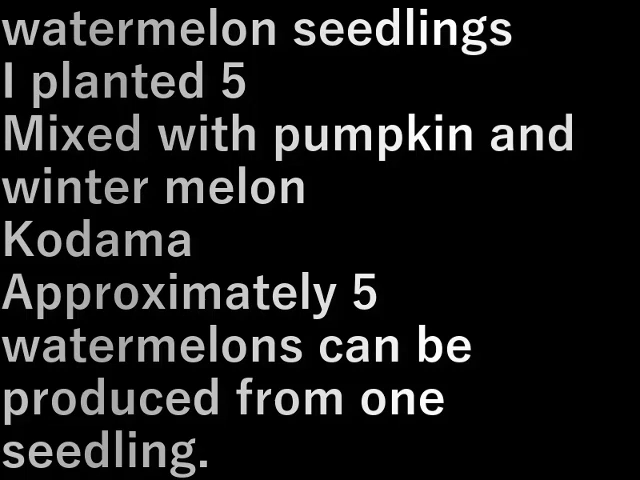 watermelon seedlings
I planted 5
Mixed with pumpkin and
winter melon
Kodama
Approximately 5
watermelons can be
produced from one
seedling.